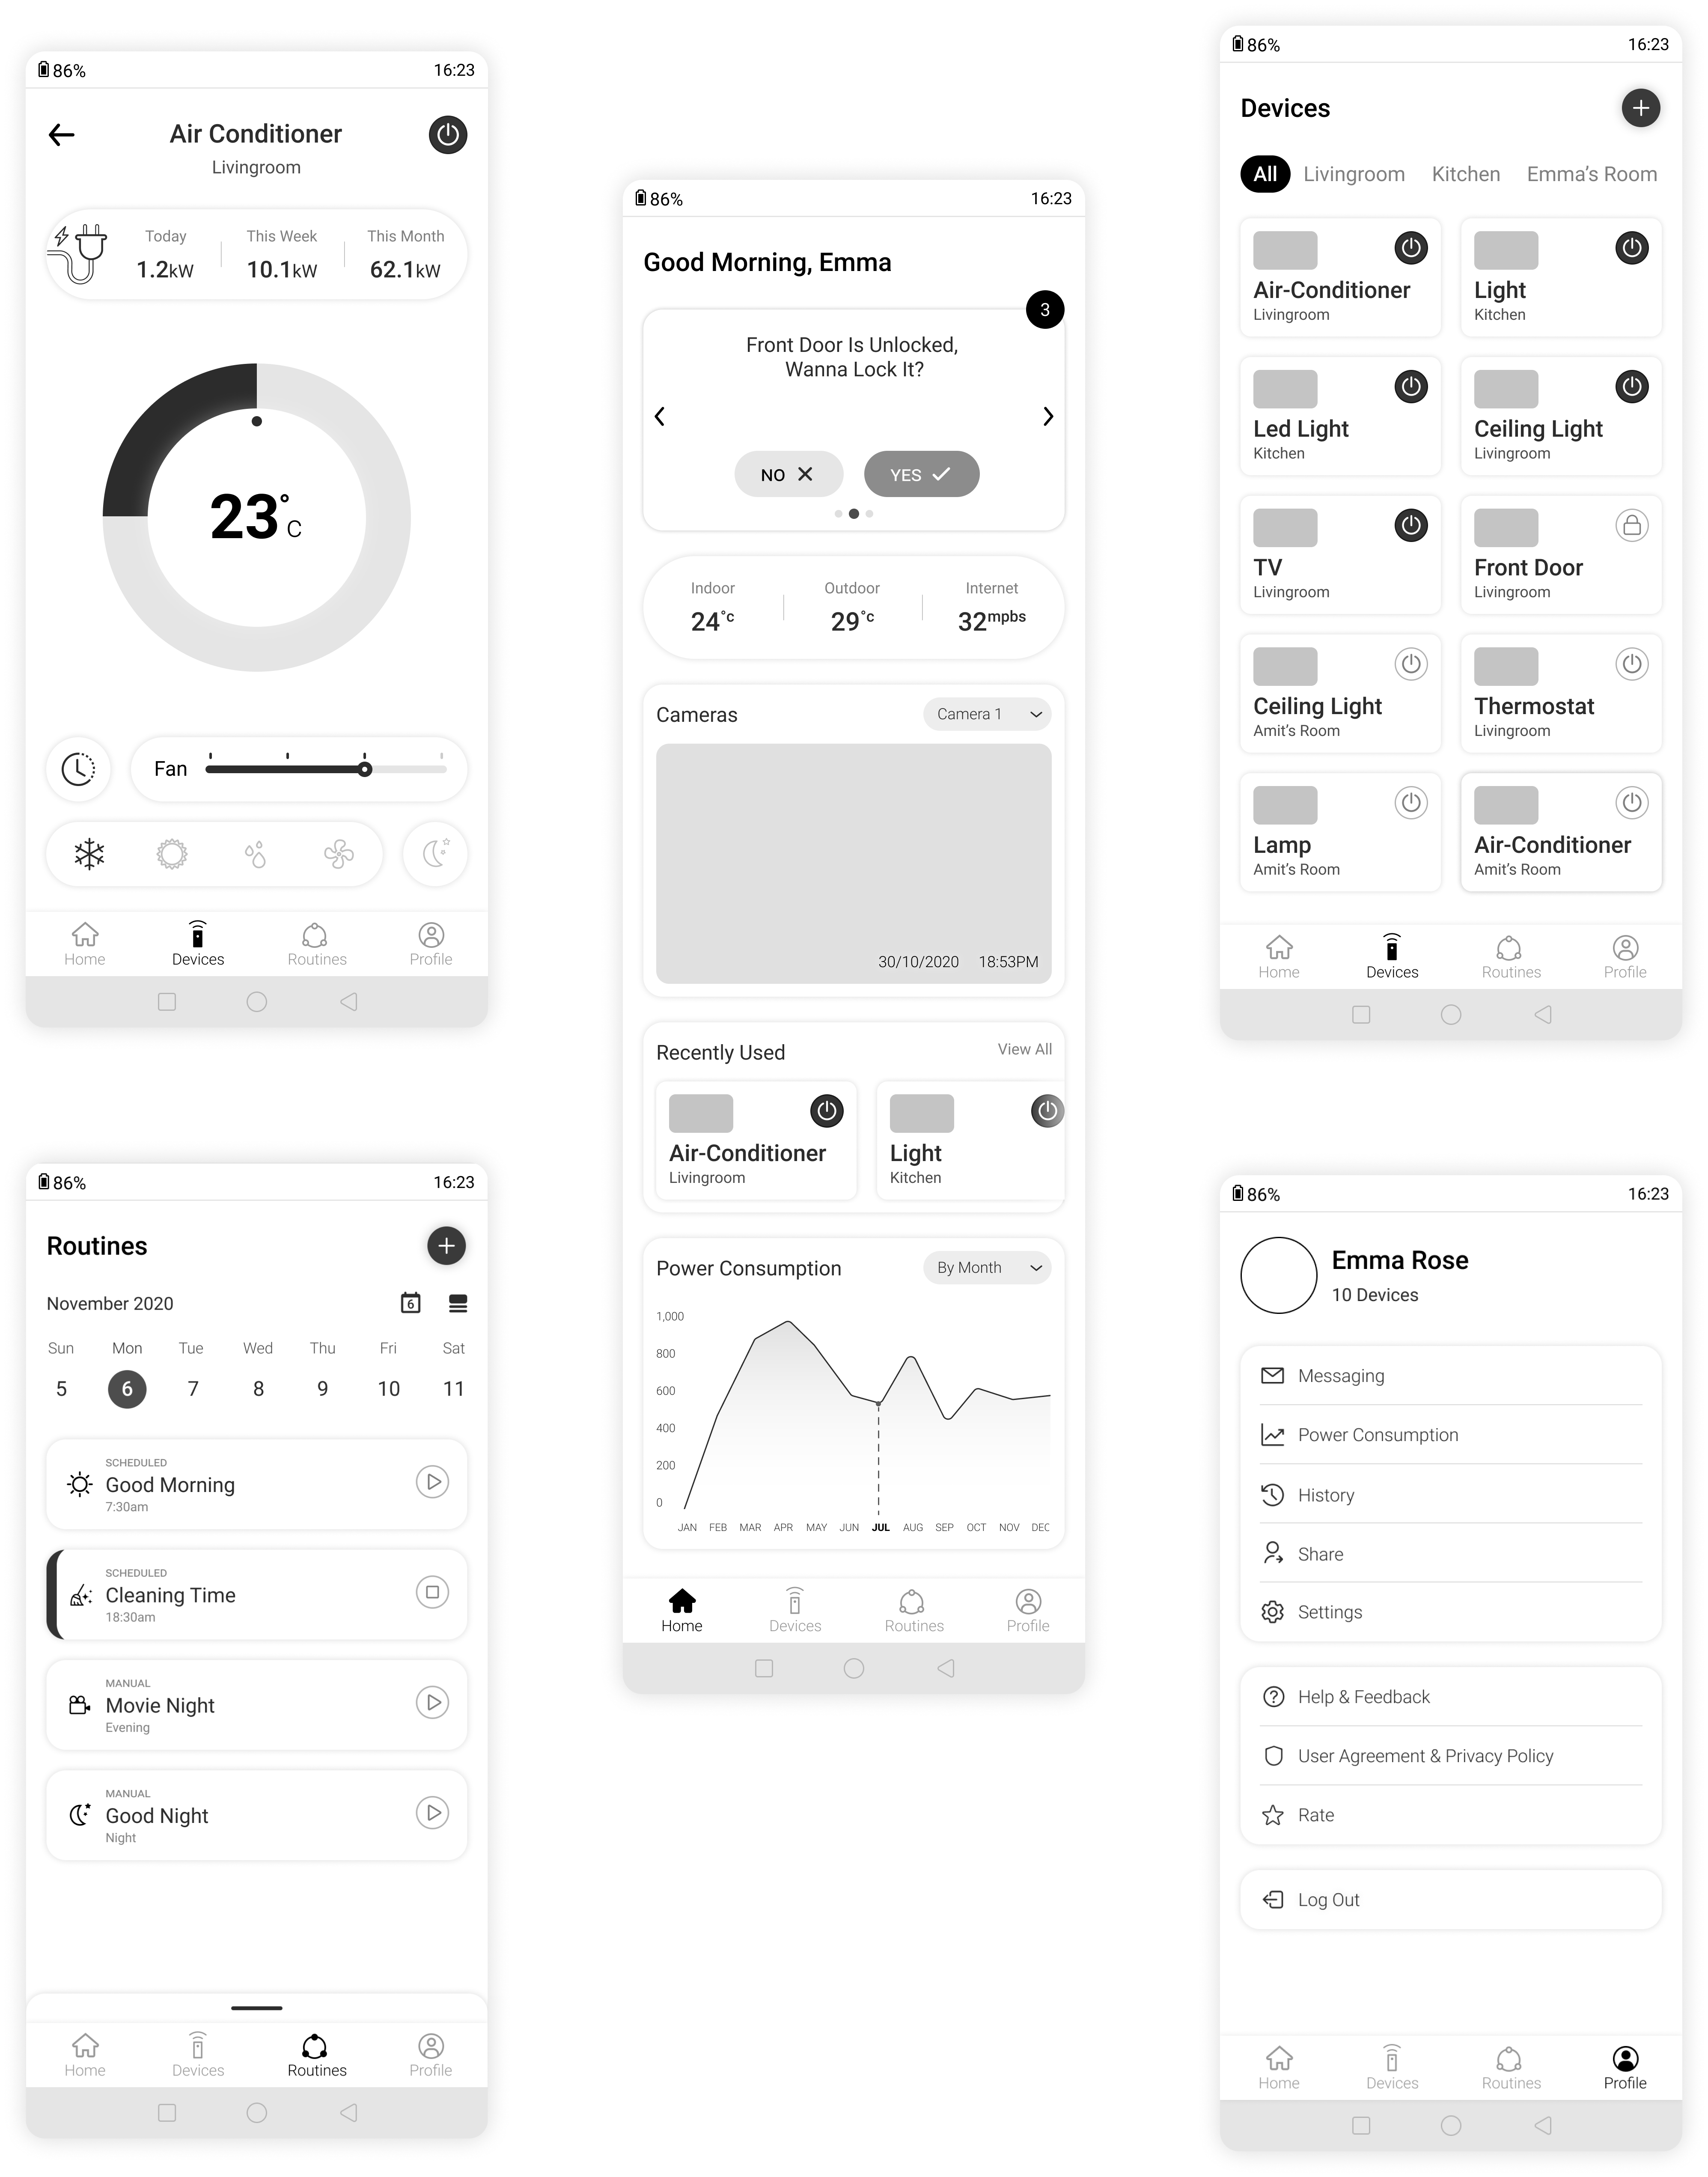 86% 16:23
Air Conditioner
Livingroom
Today This Week This Month
1.2kW 10.1kW 62.1kW
23°C
Fan
Home Devices Routines Profile
86% 16:23
Routines
November 2020 6
Sun Mon Tue Wed Thu Fri Sat
5 6 7 8 9 10 11
SCHEDULED
Good Morning
7:30am
SCHEDULED
Cleaning Time
18:30am
MANUAL
Movie Night
Evening
MANUAL
Good Night
Night
Home Devices Routines Profile
86% 16:23
Good Morning, Emma
3
Front Door Is Unlocked,
Wanna Lock It?
NO YES
Indoor Outdoor Internet
24°c 29°c 32mpbs
Cameras Camera 1
30/10/2020 18:53PM
Recently Used View All
Air-Conditioner Light
Livingroom Kitchen
Power Consumption By Month
1,000
800
600
400
200
0
JAN FEB MAR APR MAY JUN JUL AUG SEP OCT NOV DEC
Home Devices Routines Profile
86% 16:23
Devices
All Livingroom Kitchen Emma's Room
Air-Conditioner Light
Livingroom Kitchen
Led Light Ceiling Light
Kitchen Livingroom
TV Front Door
Livingroom Livingroom
Ceiling Light Thermostat
Amit's Room Livingroom
Lamp Air-Conditioner
Amit's Room Amit's Room
Home Devices Routines Profile
86% 16:23
Emma Rose
10 Devices
Messaging
Power Consumption
History
Share
Settings
Help & Feedback
User Agreement & Privacy Policy
Rate
Log Out
Home Devices Routines Profile